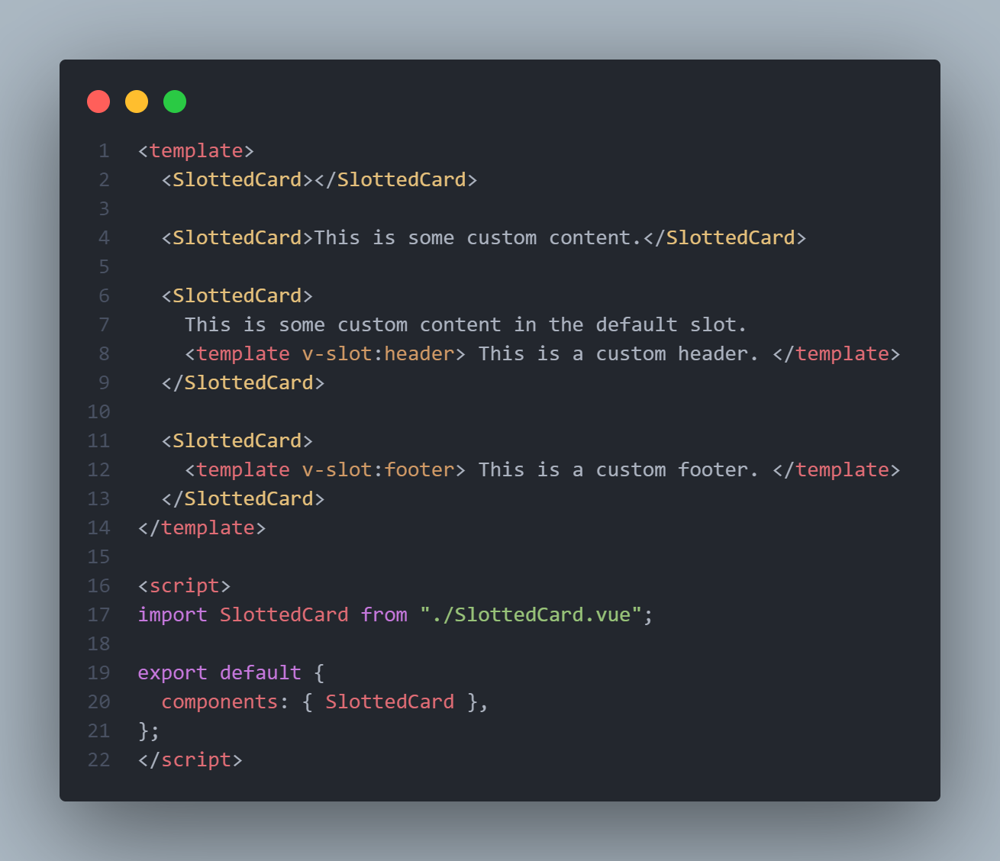 1 <template>
2   <SlottedCard></SlottedCard>
3
4   <SlottedCard>This is some custom content.</SlottedCard>
5
6   <SlottedCard>
7     This is some custom content in the default slot.
8     <template v-slot:header> This is a custom header. </template>
9   </SlottedCard>
10
11   <SlottedCard>
12     <template v-slot:footer> This is a custom footer. </template>
13   </SlottedCard>
14 </template>
15
16 <script>
17 import SlottedCard from "./SlottedCard.vue";
18
19 export default {
20   components: { SlottedCard },
21 };
22 </script>